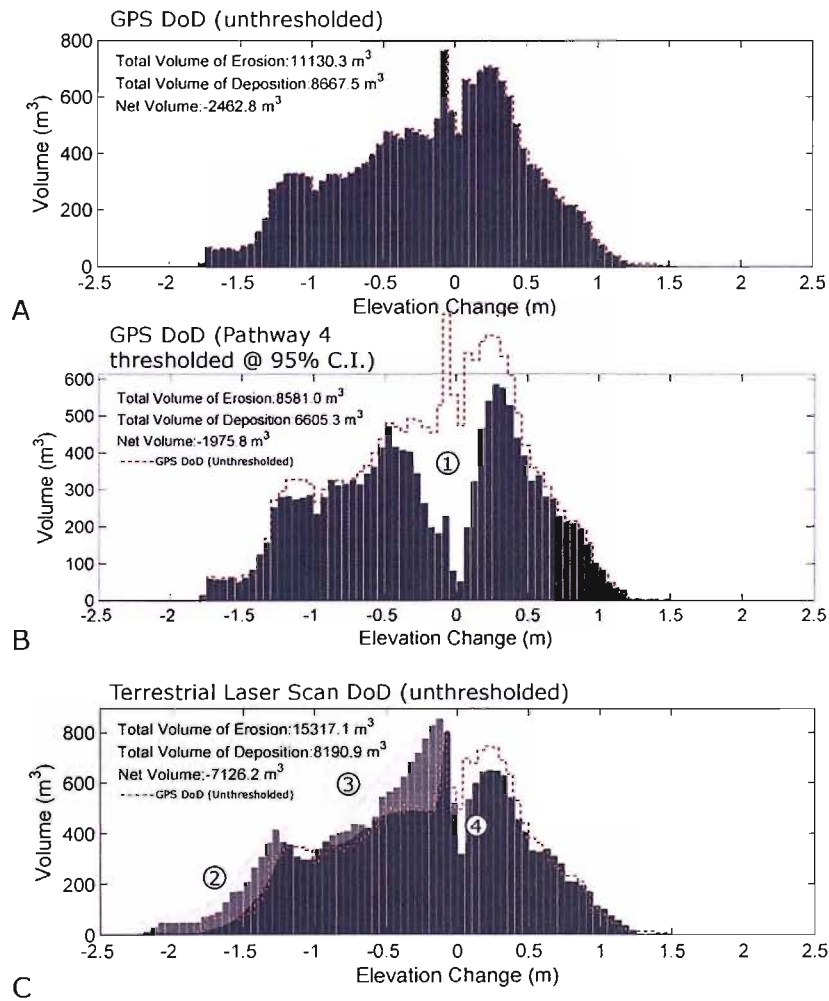 GPS DoD (unthresholded)
800
600
400
200
0
Volume (m³)
Total Volume of Erosion:11130.3 m³
Total Volume of Deposition:8667.5 m³
Net Volume:-2462.8 m³
-2.5 -2 -1.5 -1 -0.5 0 0.5 1 1.5 2 2.5
Elevation Change (m)
A
GPS DoD (Pathway 4
thresholded @ 95% C.I.)
600
500
400
300
200
100
0
Volume (m³)
Total Volume of Erosion:8581.0 m³
Total Volume of Deposition 6605.3 m³
Net Volume:-1975.8 m³
GPS DoD (Unthresholded)
①
-2.5 -2 -1.5 -1 -0.5 0 0.5 1 1.5 2 2.5
Elevation Change (m)
B
Terrestrial Laser Scan DoD (unthresholded)
800
600
400
200
0
Volume (m³)
Total Volume of Erosion:15317.1 m³
Total Volume of Deposition:8190.9 m³
Net Volume:-7126.2 m³
GPS DoD (Unthresholded)
③
④
②
-2.5 -2 -1.5 -1 -0.5 0 0.5 1 1.5 2 2.5
Elevation Change (m)
C